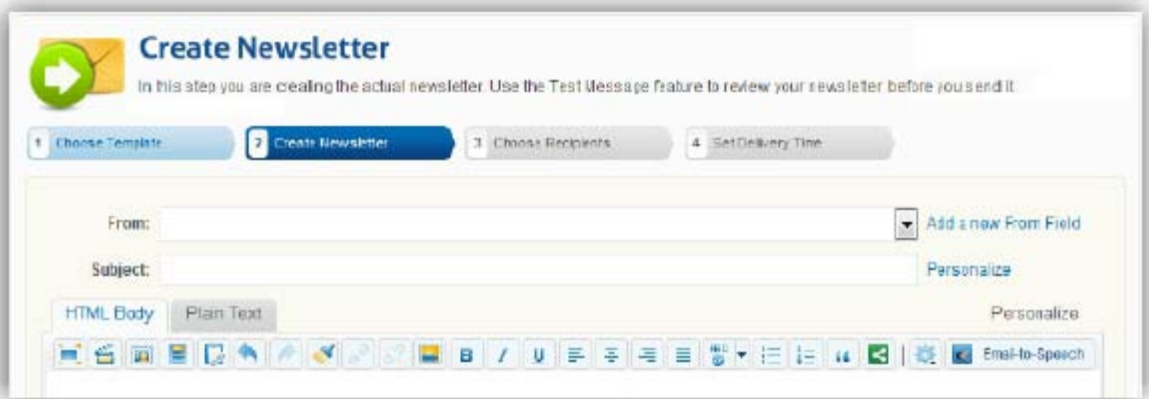 Create Newsletter
In this step you are creating the actual newsletter. Use the Test Message feature to review your newsletter before you send it
1 Choose Template
2 Create Newsletter
3 Choose Recipients
4 Set Delivery Time
From:
Add a new From Field
Subject:
Personalize
HTML Body
Plain Text
Personalize
B I U
Email-to-Speech